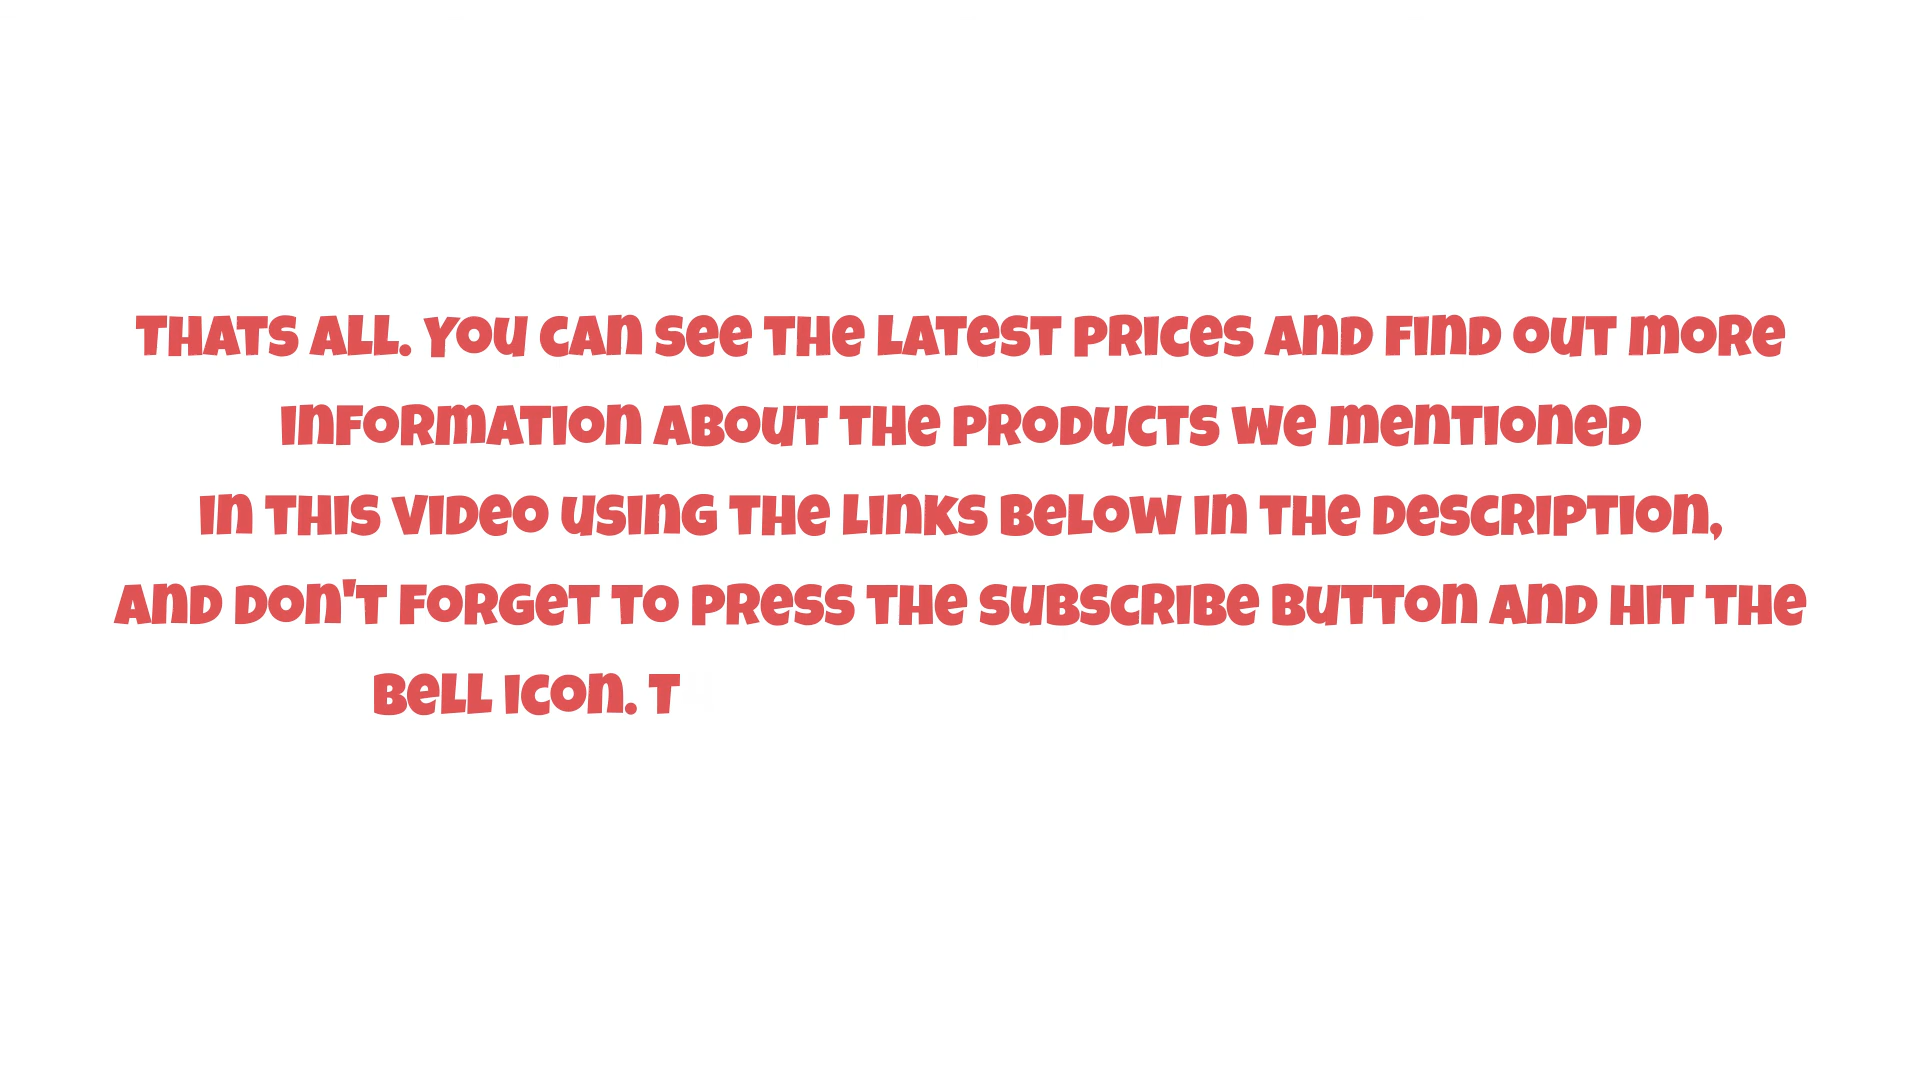 Thats all. You can see the latest prices and find out more
information about the products we mentioned
in this video using the links below in the description,
and don't forget to press the subscribe button and hit the
bell icon. T